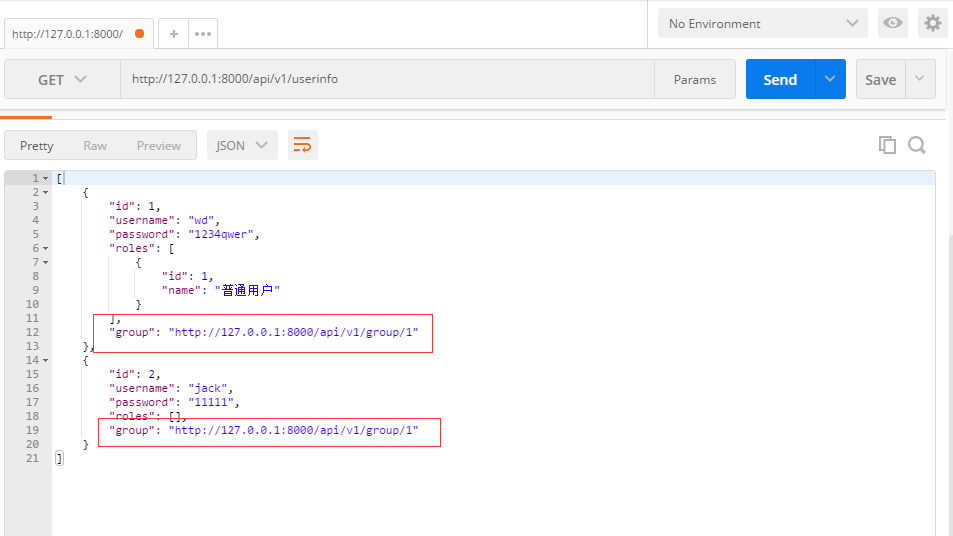 http://127.0.0.1:8000/
No Environment
GET
http://127.0.0.1:8000/api/v1/userinfo
Params
Send
Save
Pretty
Raw
Preview
JSON
1 [
2 {
3 "id": 1,
4 "username": "wd",
5 "password": "1234qwer",
6 "roles": [
7 {
8 "id": 1,
9 "name": "普通用户"
10 }
11 ],
12 "group": "http://127.0.0.1:8000/api/v1/group/1"
13 },
14 {
15 "id": 2,
16 "username": "jack",
17 "password": "11111",
18 "roles": [],
19 "group": "http://127.0.0.1:8000/api/v1/group/1"
20 }
21 ]